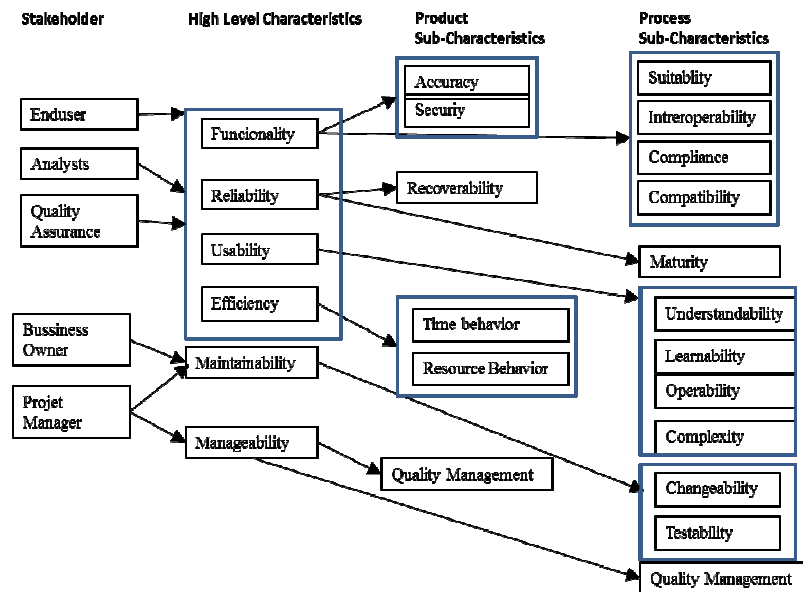 Stakeholder
High Level Characteristics
Product
Sub-Characteristics
Process
Sub-Characteristics
Enduser
Analysts
Quality
Assurance
Bussiness
Owner
Projet
Manager
Funcionality
Reliability
Usability
Efficiency
Maintainability
Manageability
Accuracy
Securiy
Recoverability
Time behavior
Resource Behavior
Quality Management
Suitablity
Intreroperability
Compliance
Compatibility
Maturity
Understandability
Learnability
Operability
Complexity
Changeability
Testability
Quality Management